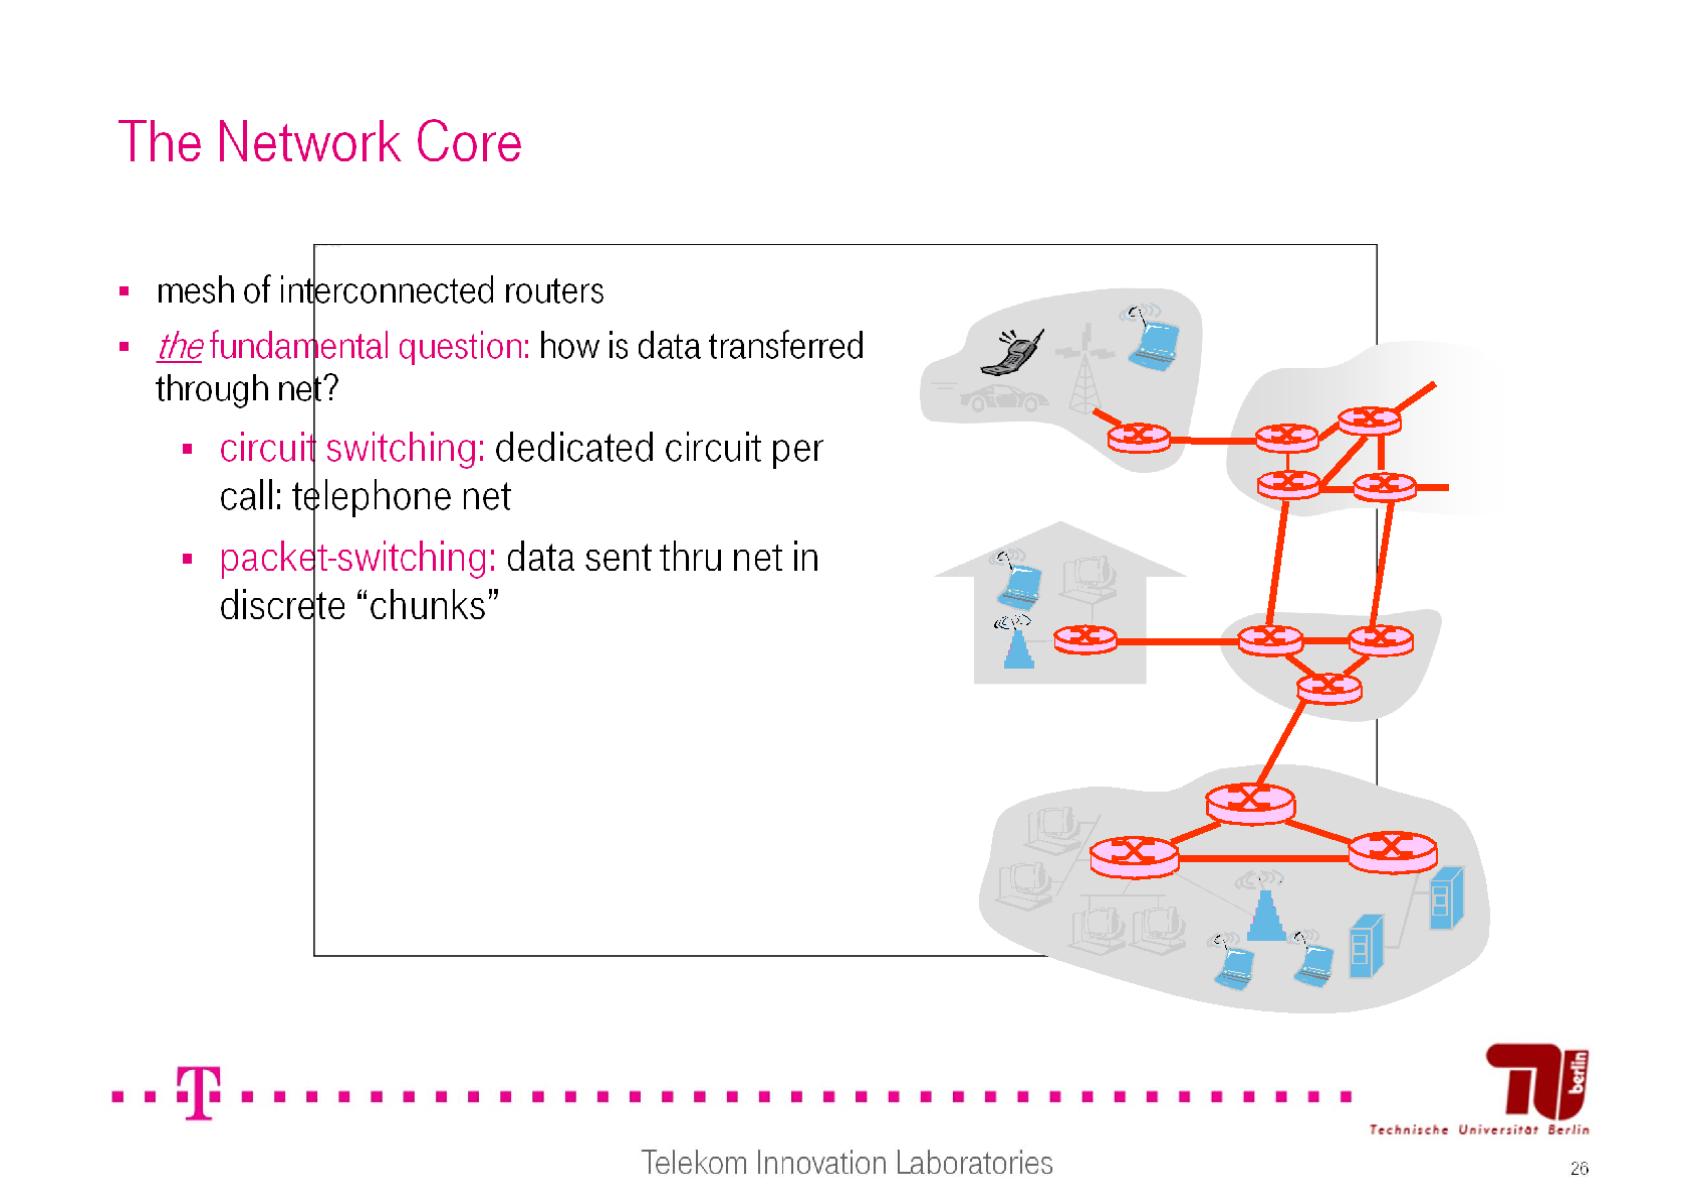 The Network Core
▪ mesh of interconnected routers
▪ the fundamental question: how is data transferred
through net?
▪ circuit switching: dedicated circuit per
call: telephone net
▪ packet-switching: data sent thru net in
discrete “chunks”
T
berlin
Technische Universität Berlin
Telekom Innovation Laboratories
26